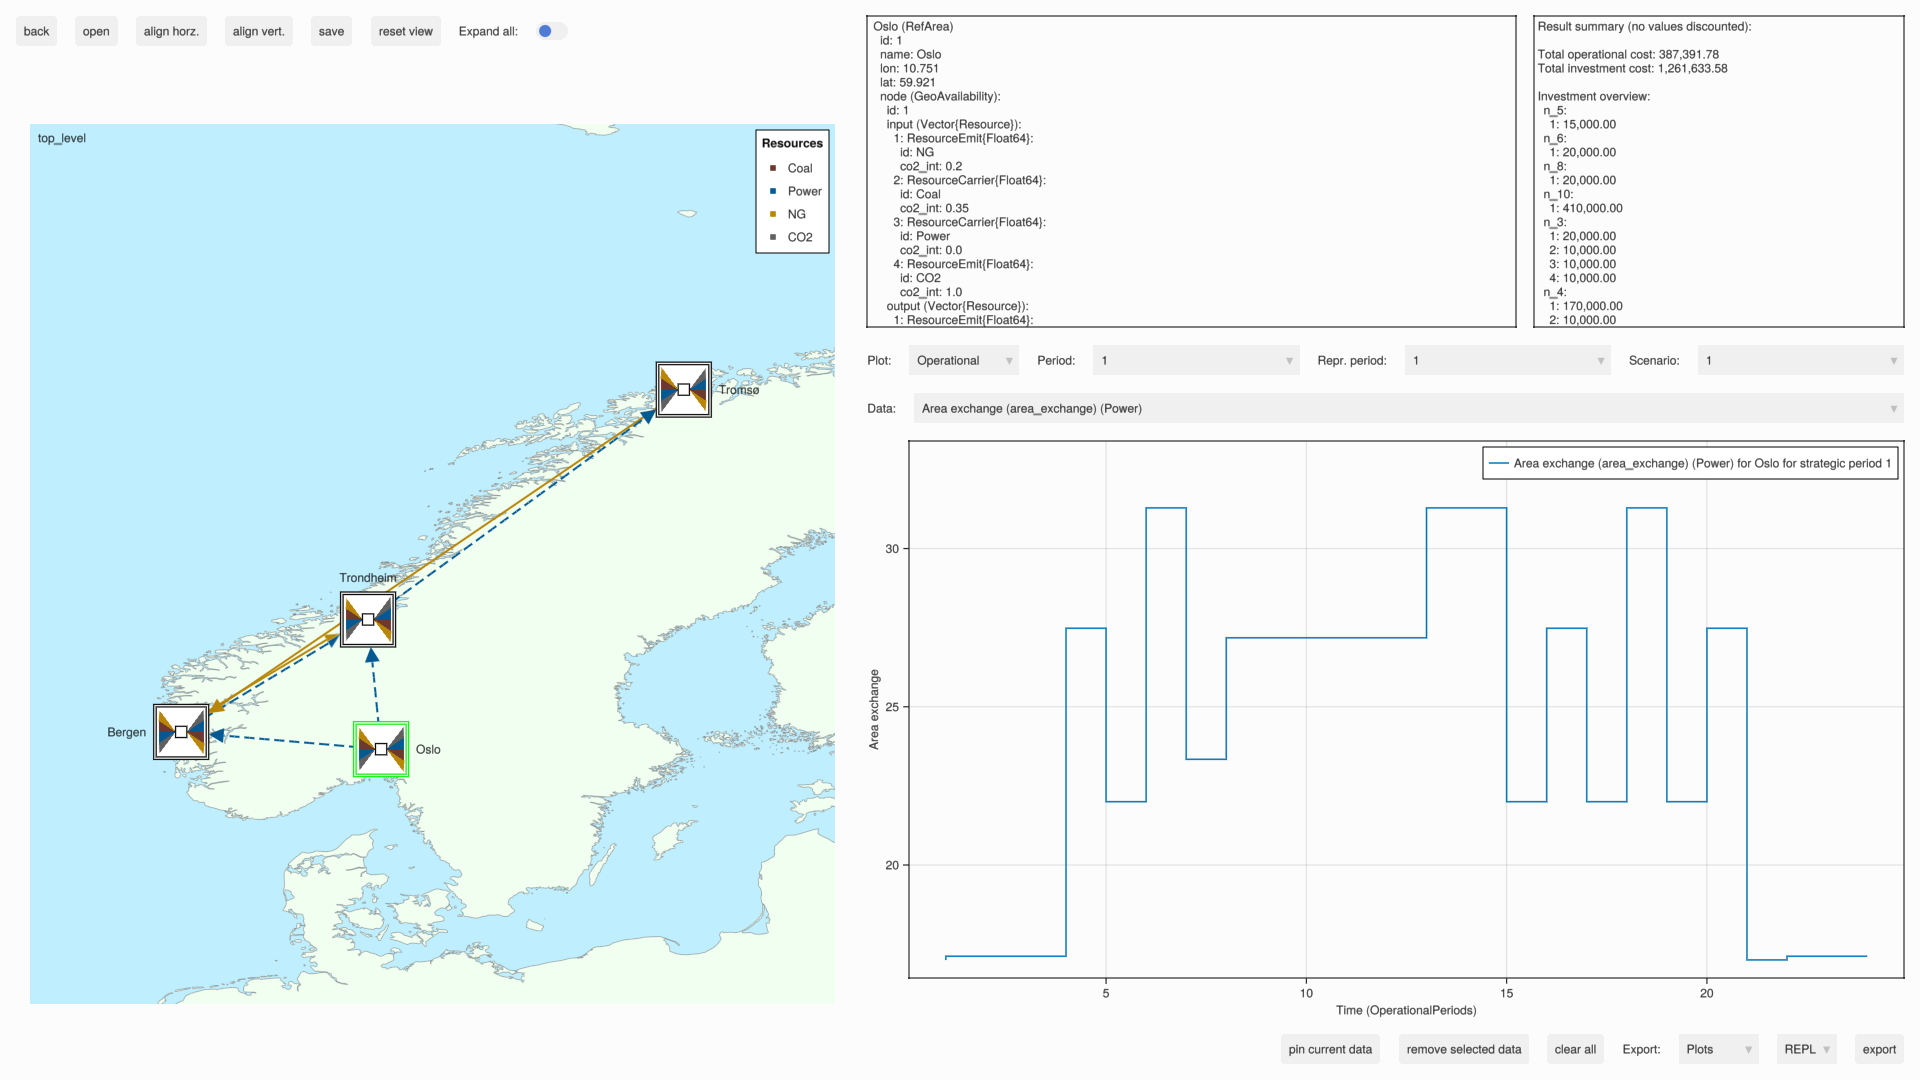 back
open
align horz.
align vert.
save
reset view
Expand all:
top_level
Resources
Coal
Power
NG
CO2
Tromsø
Trondheim
Bergen
Oslo
Oslo (RefArea)
id: 1
name: Oslo
lon: 10.751
lat: 59.921
node (GeoAvailability):
id: 1
input (Vector{Resource}):
1: ResourceEmit{Float64}:
id: NG
co2_int: 0.2
2: ResourceCarrier{Float64}:
id: Coal
co2_int: 0.35
3: ResourceCarrier{Float64}:
id: Power
co2_int: 0.0
4: ResourceEmit{Float64}:
id: CO2
co2_int: 1.0
output (Vector{Resource}):
1: ResourceEmit{Float64}:
Result summary (no values discounted):
Total operational cost: 387,391.78
Total investment cost: 1,261,633.58
Investment overview:
n_5:
1: 15,000.00
n_6:
1: 20,000.00
n_8:
1: 20,000.00
n_10:
1: 410,000.00
n_3:
1: 20,000.00
2: 10,000.00
3: 10,000.00
4: 10,000.00
n_4:
1: 170,000.00
2: 10,000.00
Plot:
Operational
Period:
1
Repr. period:
1
Scenario:
1
Data:
Area exchange (area_exchange) (Power)
Area exchange (area_exchange) (Power) for Oslo for strategic period 1
30
25
20
Area exchange
5
10
15
20
Time (OperationalPeriods)
pin current data
remove selected data
clear all
Export:
Plots
REPL
export